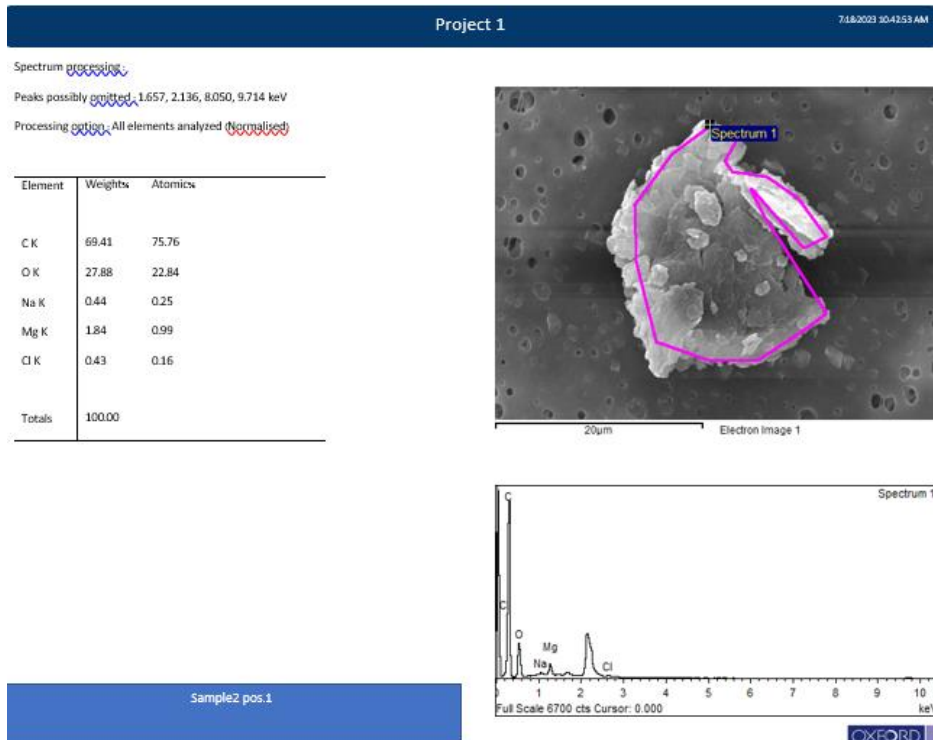 Project 1
7/18/2023 10:42:53 AM
Spectrum processing :
Peaks possibly omitted : 1.657, 2.136, 8.050, 9.714 keV
Processing option : All elements analyzed (Normalised)
Element Weight% Atomic%
C K 69.41 75.76
O K 27.88 22.84
Na K 0.44 0.25
Mg K 1.84 0.99
Cl K 0.43 0.16
Totals 100.00
Spectrum 1
20µm Electron Image 1
Spectrum 1
C
C
O
Na
Mg
Cl
0 1 2 3 4 5 6 7 8 9 10
Full Scale 6700 cts Cursor: 0.000 keV
Sample2 pos.1
OXFORD